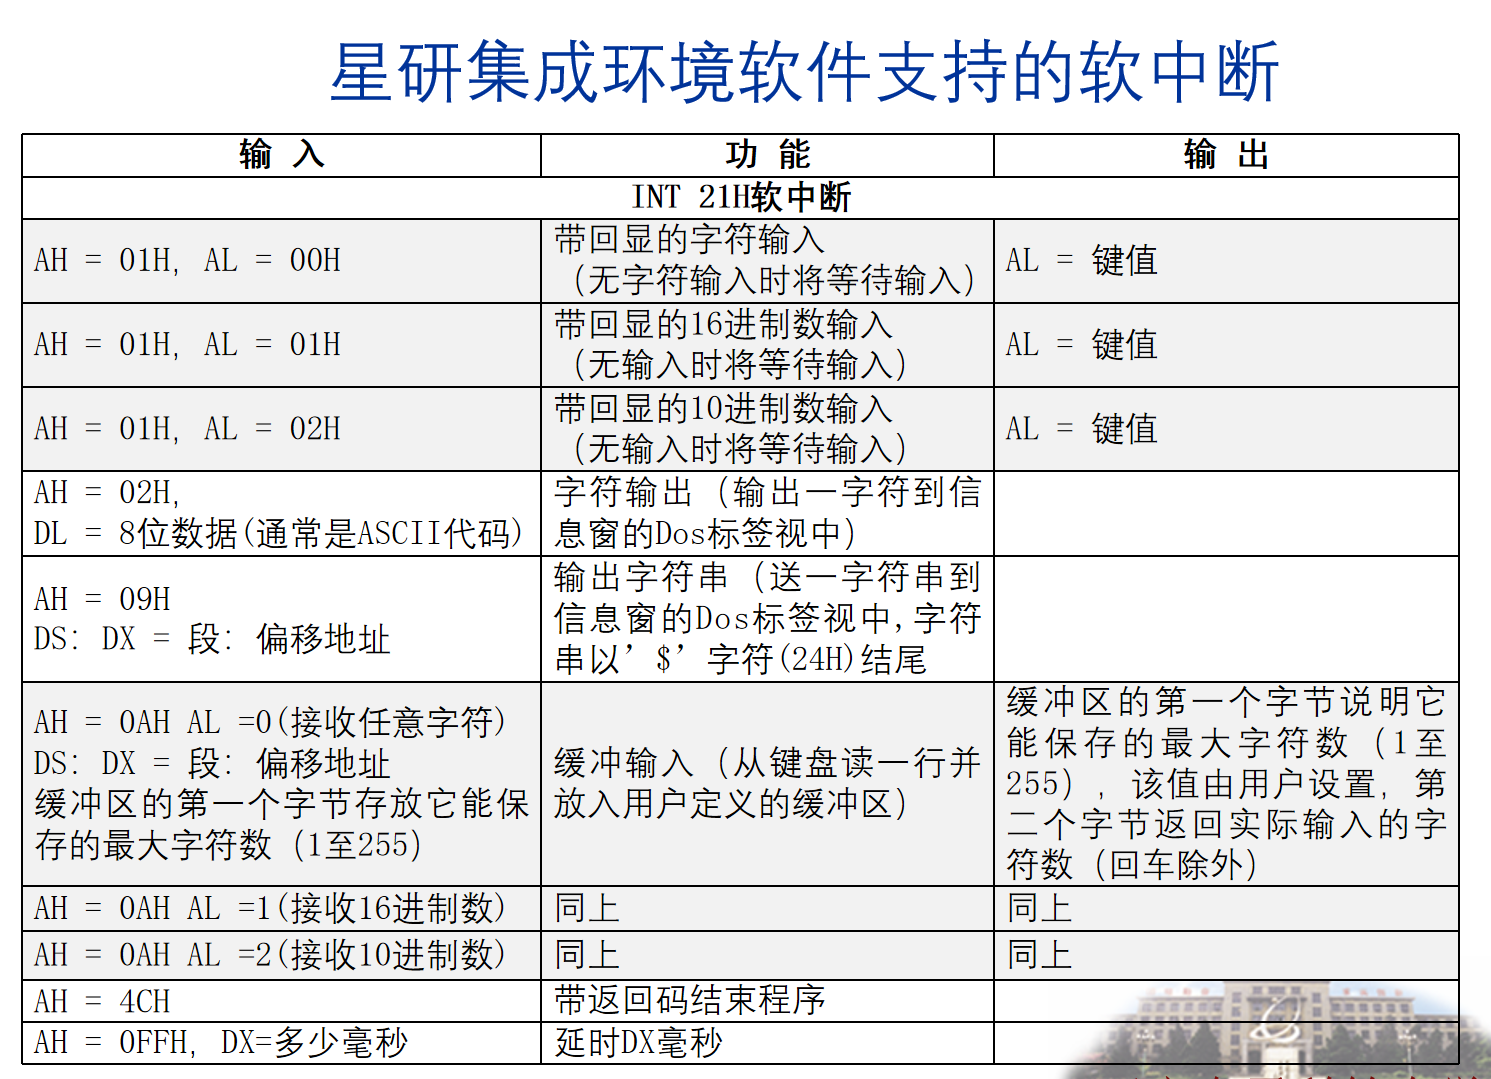 星研集成环境软件支持的软中断
输 入
功 能
输 出
INT 21H软中断
AH = 01H, AL = 00H
带回显的字符输入
（无字符输入时将等待输入）
AL = 键值
AH = 01H, AL = 01H
带回显的16进制数输入
（无输入时将等待输入）
AL = 键值
AH = 01H, AL = 02H
带回显的10进制数输入
（无输入时将等待输入）
AL = 键值
AH = 02H,
DL = 8位数据(通常是ASCII代码)
字符输出（输出一字符到信
息窗的Dos标签视中）
AH = 09H
DS: DX = 段: 偏移地址
输出字符串（送一字符串到
信息窗的Dos标签视中,字符
串以’$’字符(24H)结尾
AH = 0AH AL =0(接收任意字符)
DS: DX = 段: 偏移地址
缓冲区的第一个字节存放它能保
存的最大字符数（1至255）
缓冲输入（从键盘读一行并
放入用户定义的缓冲区）
缓冲区的第一个字节说明它
能保存的最大字符数（1至
255）, 该值由用户设置, 第
二个字节返回实际输入的字
符数（回车除外）
AH = 0AH AL =1(接收16进制数)
同上
同上
AH = 0AH AL =2(接收10进制数)
同上
同上
AH = 4CH
带返回码结束程序
AH = 0FFH, DX=多少毫秒
延时DX毫秒